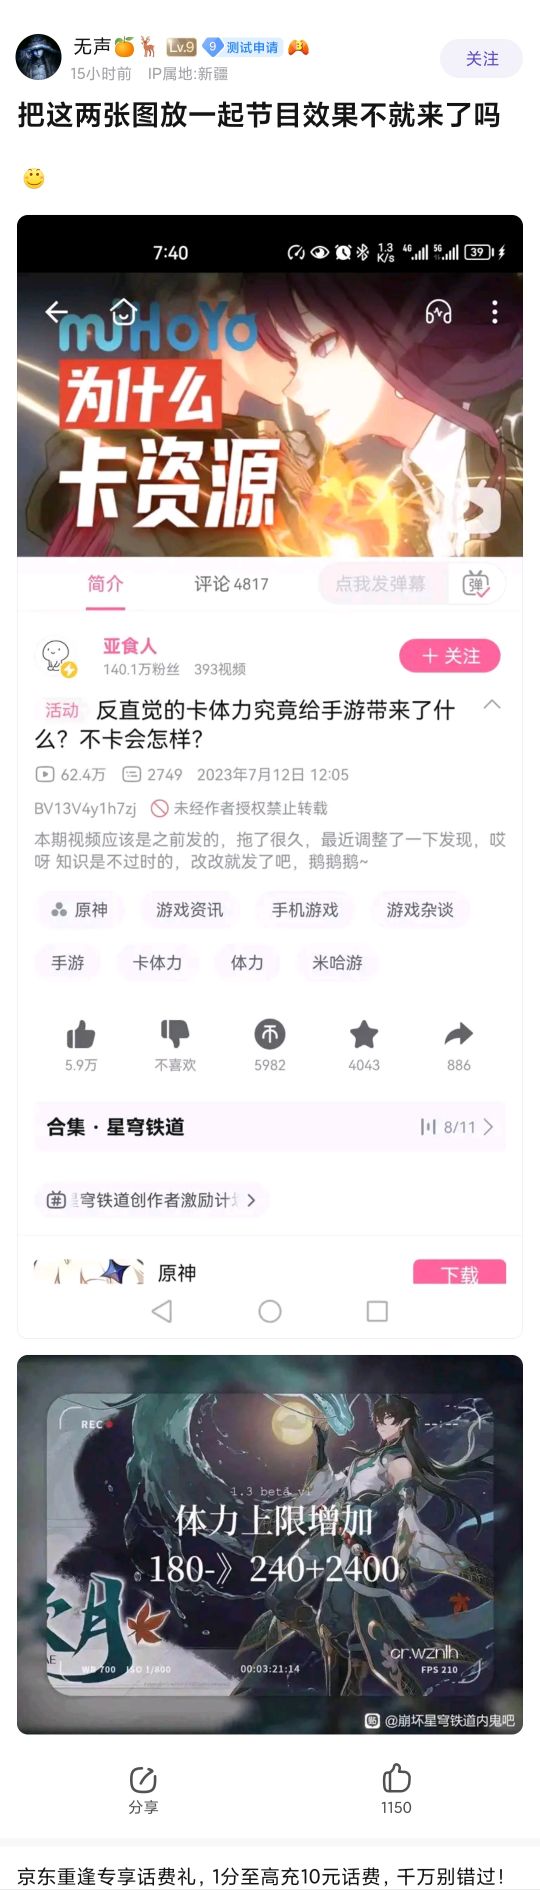 无声🍊🦌 Lv.9 9 测试申请
关注
15小时前 IP属地:新疆
把这两张图放一起节目效果不就来了吗
7:40
1.3 K/s 4G 5G 39
miHoYo
为什么
卡资源
简介 评论 4817 点我发弹幕 弹
亚食人
140.1万粉丝 393视频
+ 关注
活动 反直觉的卡体力究竟给手游带来了什
么？不卡会怎样？
62.4万 2749 2023年7月12日 12:05
BV13V4y1h7zj 未经作者授权禁止转载
本期视频应该是之前发的，拖了很久，最近调整了一下发现，哎
呀 知识是不过时的，改改就发了吧，鹅鹅鹅~
原神 游戏资讯 手机游戏 游戏杂谈
手游 卡体力 体力 米哈游
5.9万 不喜欢 5982 4043 886
合集 · 星穹铁道 8/11
穹铁道创作者激励计
原神
下载
REC
1.3 beta v1
体力上限增加
180-》240+2400
月
AE
cr.wznlh
WB 700 ISO 1/800 00:03:21:14 FPS 210
@崩坏星穹铁道内鬼吧
分享
1150
京东重逢专享话费礼，1分至高充10元话费，千万别错过！